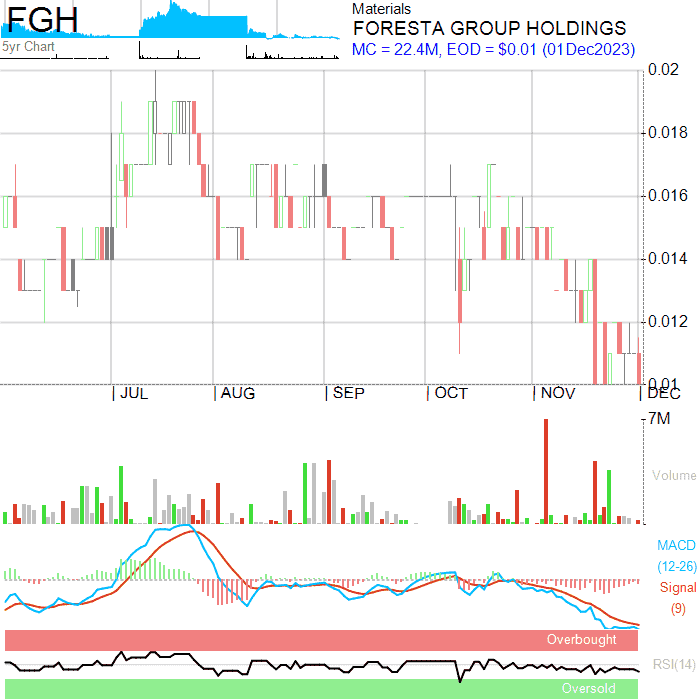 FGH
5yr Chart
Materials
FORESTA GROUP HOLDINGS
MC = 22.4M, EOD = $0.01 (01Dec2023)
0.02
0.018
0.016
0.014
0.012
0.01
JUL AUG SEP OCT NOV DEC
7M
Volume
MACD
(12-26)
Signal
(9)
Overbought
RSI(14)
Oversold